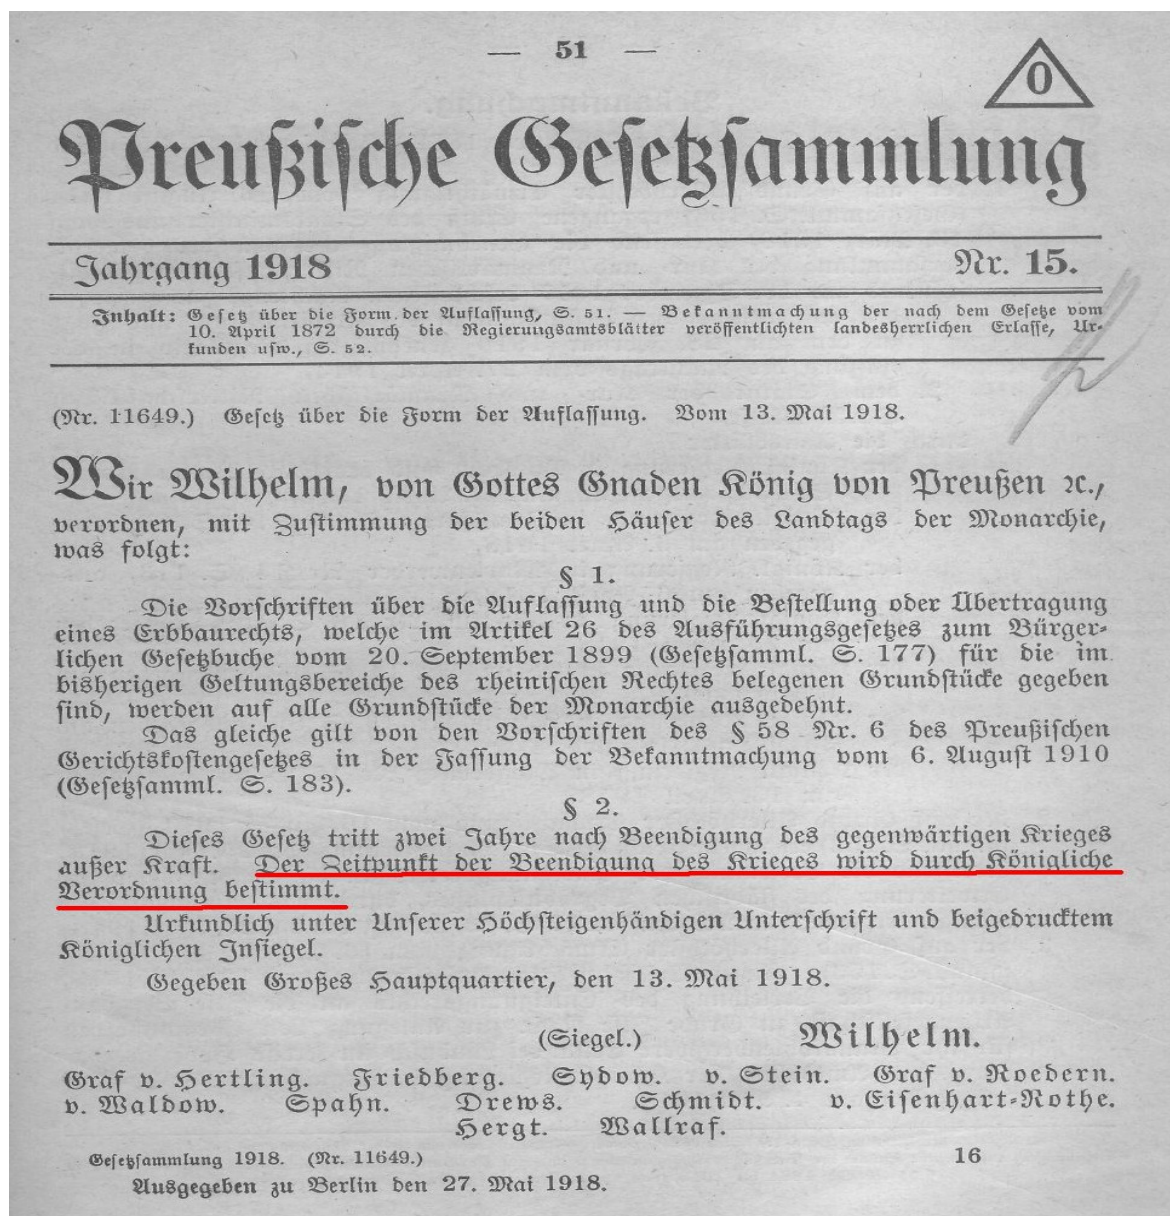 — 51 —
0
Preußische Gesetzsammlung
Jahrgang 1918 Nr. 15.
Inhalt: Gesetz über die Form der Auflassung, S. 51. — Bekanntmachung der nach dem Gesetze vom
10. April 1872 durch die Regierungsamtsblätter veröffentlichten landesherrlichen Erlasse, Ur-
kunden usw., S. 52.
(Nr. 11649.) Gesetz über die Form der Auflassung. Vom 13. Mai 1918.
Wir Wilhelm, von Gottes Gnaden König von Preußen ꝛc.,
verordnen, mit Zustimmung der beiden Häuser des Landtags der Monarchie,
was folgt:
§ 1.
Die Vorschriften über die Auflassung und die Bestellung oder Übertragung
eines Erbbaurechts, welche im Artikel 26 des Ausführungsgesetzes zum Bürger-
lichen Gesetzbuche vom 20. September 1899 (Gesetzsamml. S. 177) für die im
bisherigen Geltungsbereiche des rheinischen Rechtes belegenen Grundstücke gegeben
sind, werden auf alle Grundstücke der Monarchie ausgedehnt.
Das gleiche gilt von den Vorschriften des § 58 Nr. 6 des Preußischen
Gerichtskostengesetzes in der Fassung der Bekanntmachung vom 6. August 1910
(Gesetzsamml. S. 183).
§ 2.
Dieses Gesetz tritt zwei Jahre nach Beendigung des gegenwärtigen Krieges
außer Kraft. Der Zeitpunkt der Beendigung des Krieges wird durch Königliche
Verordnung bestimmt.
Urkundlich unter Unserer Höchsteigenhändigen Unterschrift und beigedrucktem
Königlichen Insiegel.
Gegeben Großes Hauptquartier, den 13. Mai 1918.
(Siegel.) Wilhelm.
Graf v. Hertling. Friedberg. Sydow. v. Stein. Graf v. Roedern.
v. Waldow. Spahn. Drews. Schmidt. v. Eisenhart-Rothe.
Hergt. Wallraf.
Gesetzsammlung 1918. (Nr. 11649.) 16
Ausgegeben zu Berlin den 27. Mai 1918.